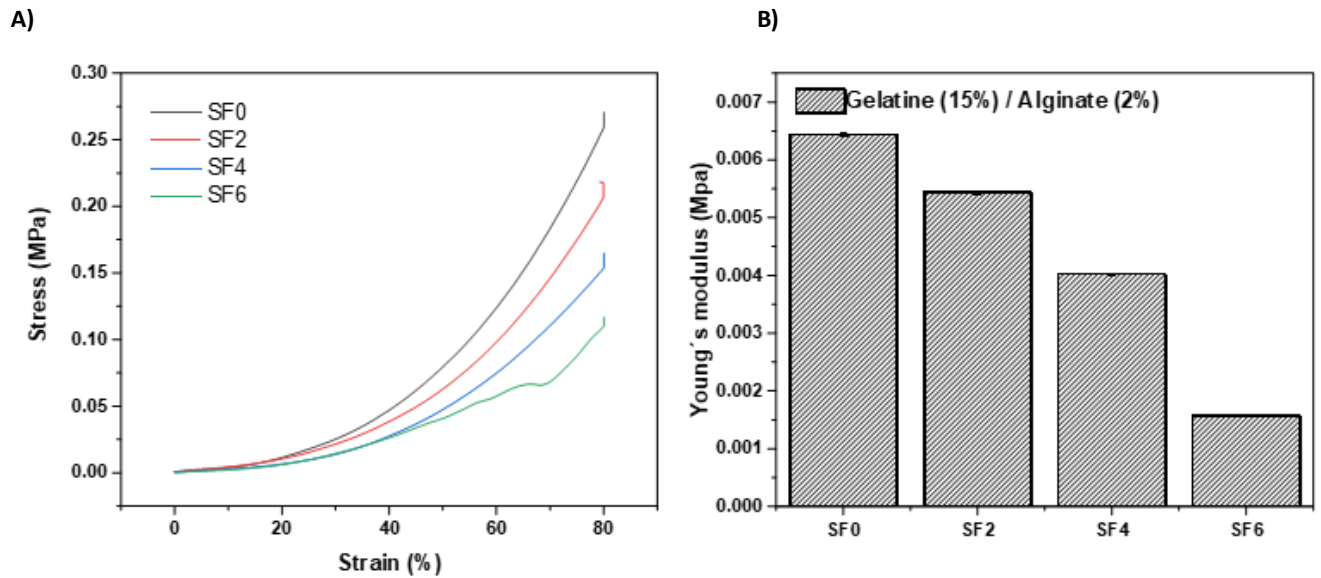 A)
B)
0.30
0.25
0.20
0.15
0.10
0.05
0.00
Stress (MPa)
SF0
SF2
SF4
SF6
0
20
40
60
80
Strain (%)
0.007
0.006
0.005
0.004
0.003
0.002
0.001
0.000
Young´s modulus (Mpa)
Gelatine (15%) / Alginate (2%)
SF0
SF2
SF4
SF6